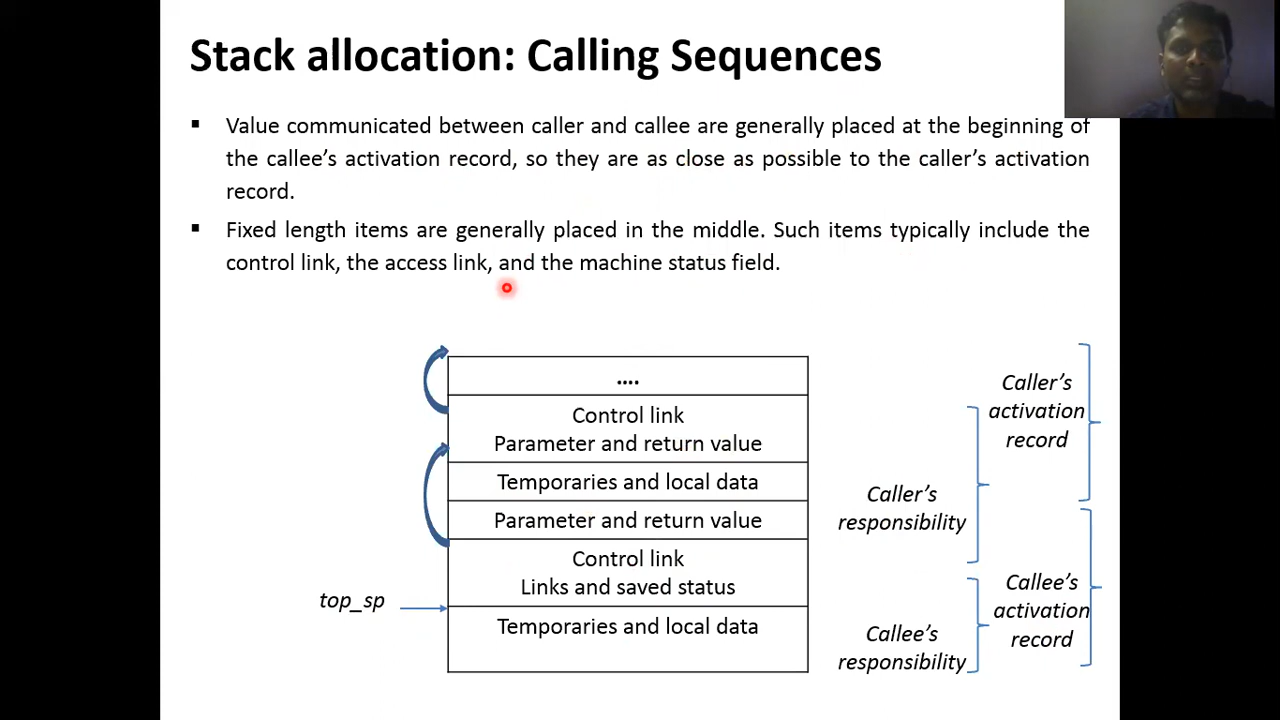 Stack allocation: Calling Sequences
▪ Value communicated between caller and callee are generally placed at the beginning of
the callee's activation record, so they are as close as possible to the caller's activation
record.
▪ Fixed length items are generally placed in the middle. Such items typically include the
control link, the access link, and the machine status field.
....
Control link
Parameter and return value
Temporaries and local data
Parameter and return value
Control link
Links and saved status
Temporaries and local data
top_sp
Caller's
responsibility
Callee's
responsibility
Caller's
activation
record
Callee's
activation
record